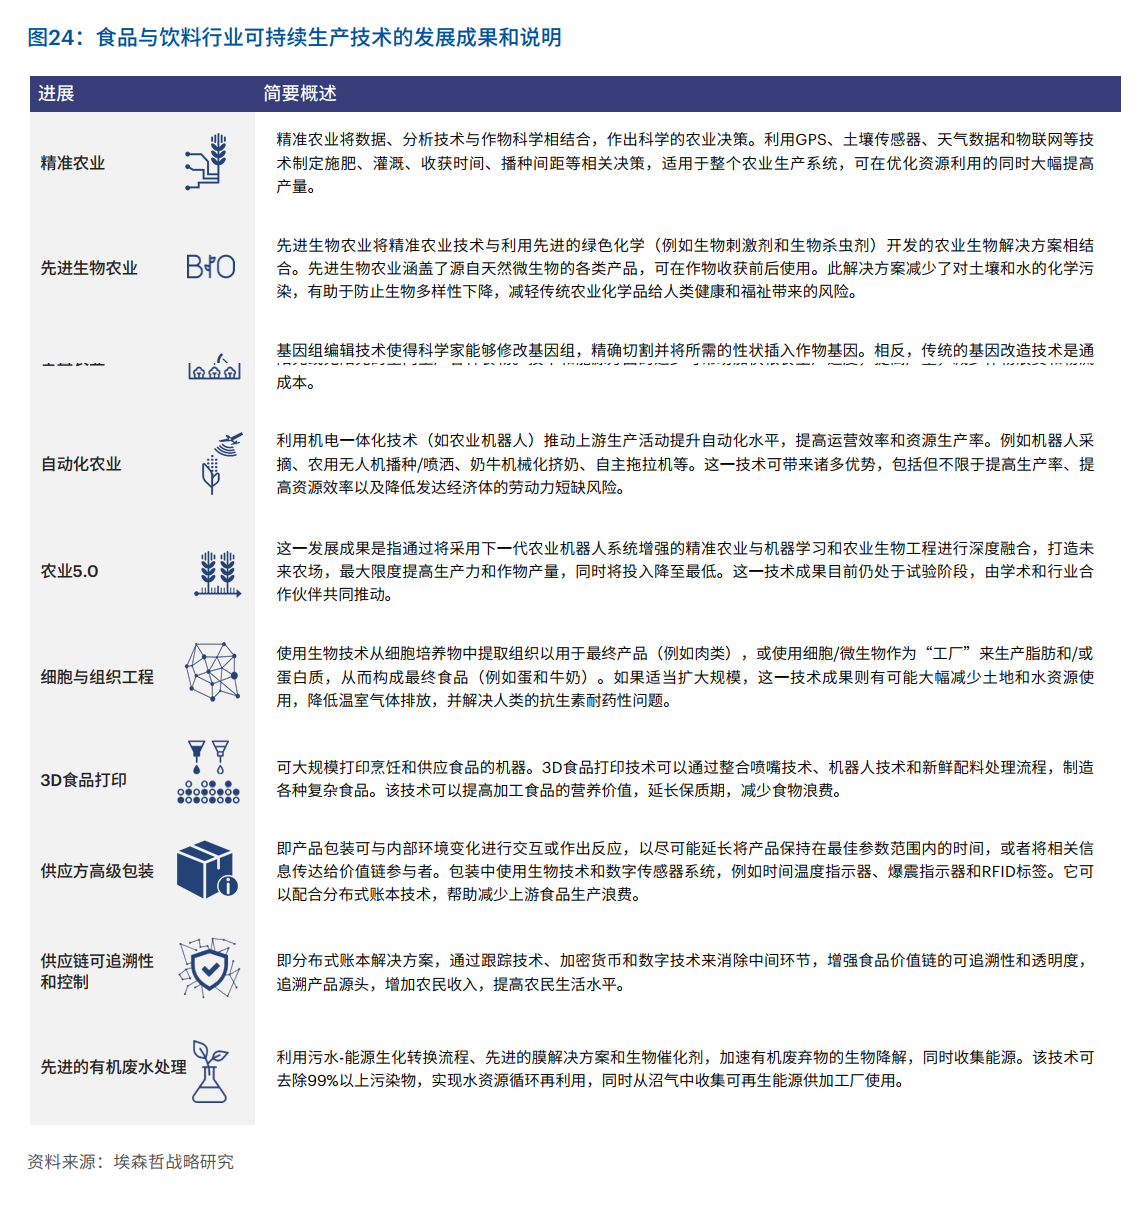 图24：食品与饮料行业可持续生产技术的发展成果和说明
进展 简要概述
精准农业
精准农业将数据、分析技术与作物科学相结合，作出科学的农业决策。利用GPS、土壤传感器、天气数据和物联网等技
术制定施肥、灌溉、收获时间、播种间距等相关决策，适用于整个农业生产系统，可在优化资源利用的同时大幅提高
产量。
先进生物农业
BIO
先进生物农业将精准农业技术与利用先进的绿色化学（例如生物刺激剂和生物杀虫剂）开发的农业生物解决方案相结
合。先进生物农业涵盖了源自天然微生物的各类产品，可在作物收获前后使用。此解决方案减少了对土壤和水的化学污
染，有助于防止生物多样性下降，减轻传统农业化学品给人类健康和福祉带来的风险。
基因组编辑技术使得科学家能够修改基因组，精确切割并将所需的性状插入作物基因。相反，传统的基因改造技术是通
成本。
自动化农业
利用机电一体化技术（如农业机器人）推动上游生产活动提升自动化水平，提高运营效率和资源生产率。例如机器人采
摘、农用无人机播种/喷洒、奶牛机械化挤奶、自主拖拉机等。这一技术可带来诸多优势，包括但不限于提高生产率、提
高资源效率以及降低发达经济体的劳动力短缺风险。
农业5.0
这一发展成果是指通过将采用下一代农业机器人系统增强的精准农业与机器学习和农业生物工程进行深度融合，打造未
来农场，最大限度提高生产力和作物产量，同时将投入降至最低。这一技术成果目前仍处于试验阶段，由学术和行业合
作伙伴共同推动。
细胞与组织工程
使用生物技术从细胞培养物中提取组织以用于最终产品（例如肉类），或使用细胞/微生物作为“工厂”来生产脂肪和/或
蛋白质，从而构成最终食品（例如蛋和牛奶）。如果适当扩大规模，这一技术成果则有可能大幅减少土地和水资源使
用，降低温室气体排放，并解决人类的抗生素耐药性问题。
3D食品打印
可大规模打印烹饪和供应食品的机器。3D食品打印技术可以通过整合喷嘴技术、机器人技术和新鲜配料处理流程，制造
各种复杂食品。该技术可以提高加工食品的营养价值，延长保质期，减少食物浪费。
供应方高级包装
即产品包装可与内部环境变化进行交互或作出反应，以尽可能延长将产品保持在最佳参数范围内的时间，或者将相关信
息传达给价值链参与者。包装中使用生物技术和数字传感器系统，例如时间温度指示器、爆震指示器和RFID标签。它可
以配合分布式账本技术，帮助减少上游食品生产浪费。
供应链可追溯性
和控制
即分布式账本解决方案，通过跟踪技术、加密货币和数字技术来消除中间环节，增强食品价值链的可追溯性和透明度，
追溯产品源头，增加农民收入，提高农民生活水平。
先进的有机废水处理
利用污水-能源生化转换流程、先进的膜解决方案和生物催化剂，加速有机废弃物的生物降解，同时收集能源。该技术可
去除99%以上污染物，实现水资源循环再利用，同时从沼气中收集可再生能源供加工厂使用。
资料来源：埃森哲战略研究